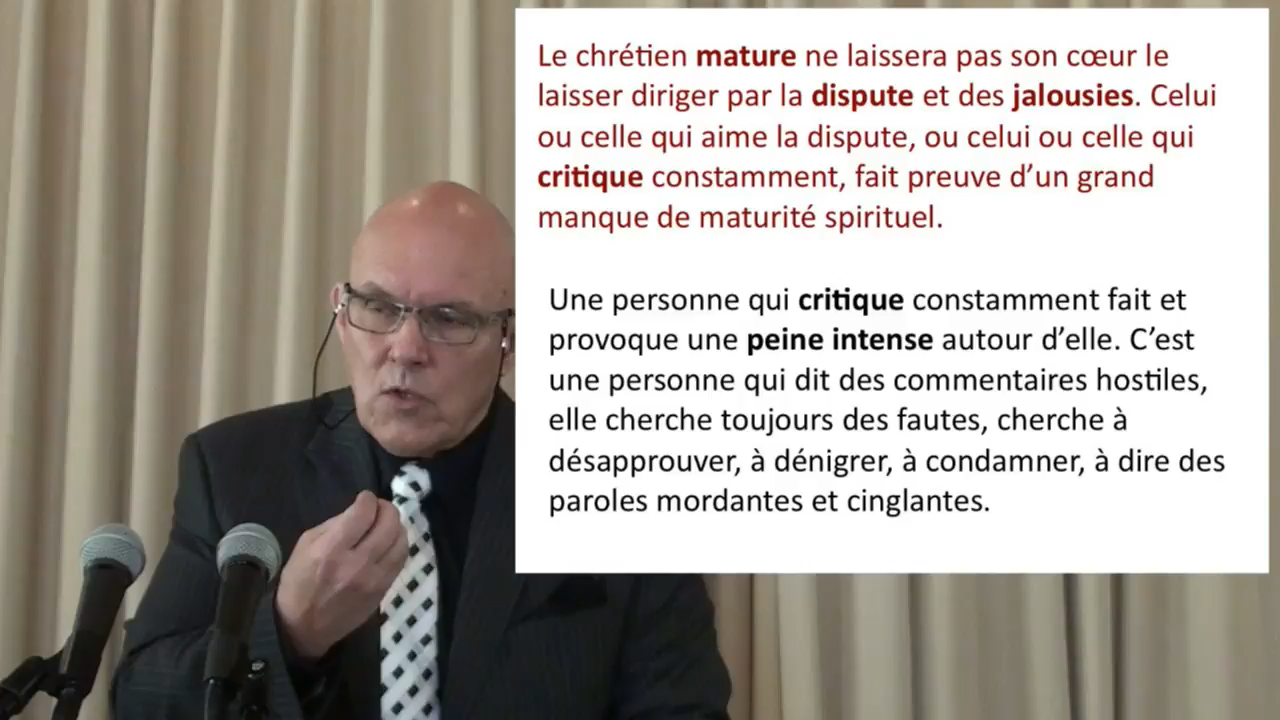 Le chrétien mature ne laissera pas son cœur le
laisser diriger par la dispute et des jalousies. Celui
ou celle qui aime la dispute, ou celui ou celle qui
critique constamment, fait preuve d’un grand
manque de maturité spirituel.
Une personne qui critique constamment fait et
provoque une peine intense autour d’elle. C’est
une personne qui dit des commentaires hostiles,
elle cherche toujours des fautes, cherche à
désapprouver, à dénigrer, à condamner, à dire des
paroles mordantes et cinglantes.